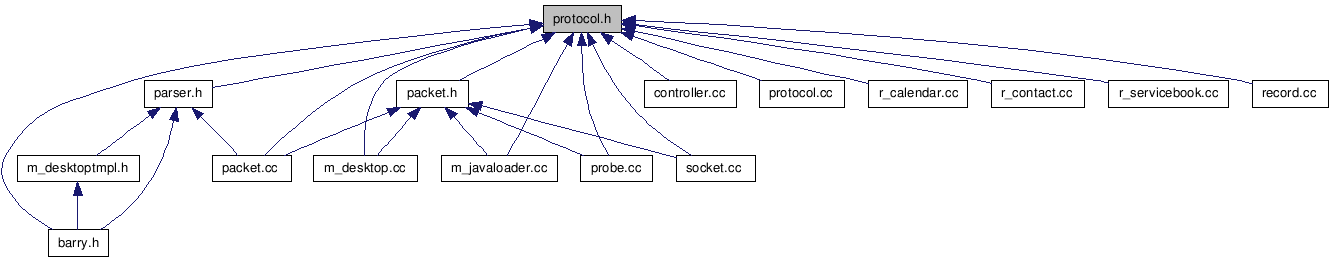 protocol.h
parser.h
packet.h
controller.cc
protocol.cc
r_calendar.cc
r_contact.cc
r_servicebook.cc
record.cc
m_desktoptmpl.h
packet.cc
m_desktop.cc
m_javaloader.cc
probe.cc
socket.cc
barry.h